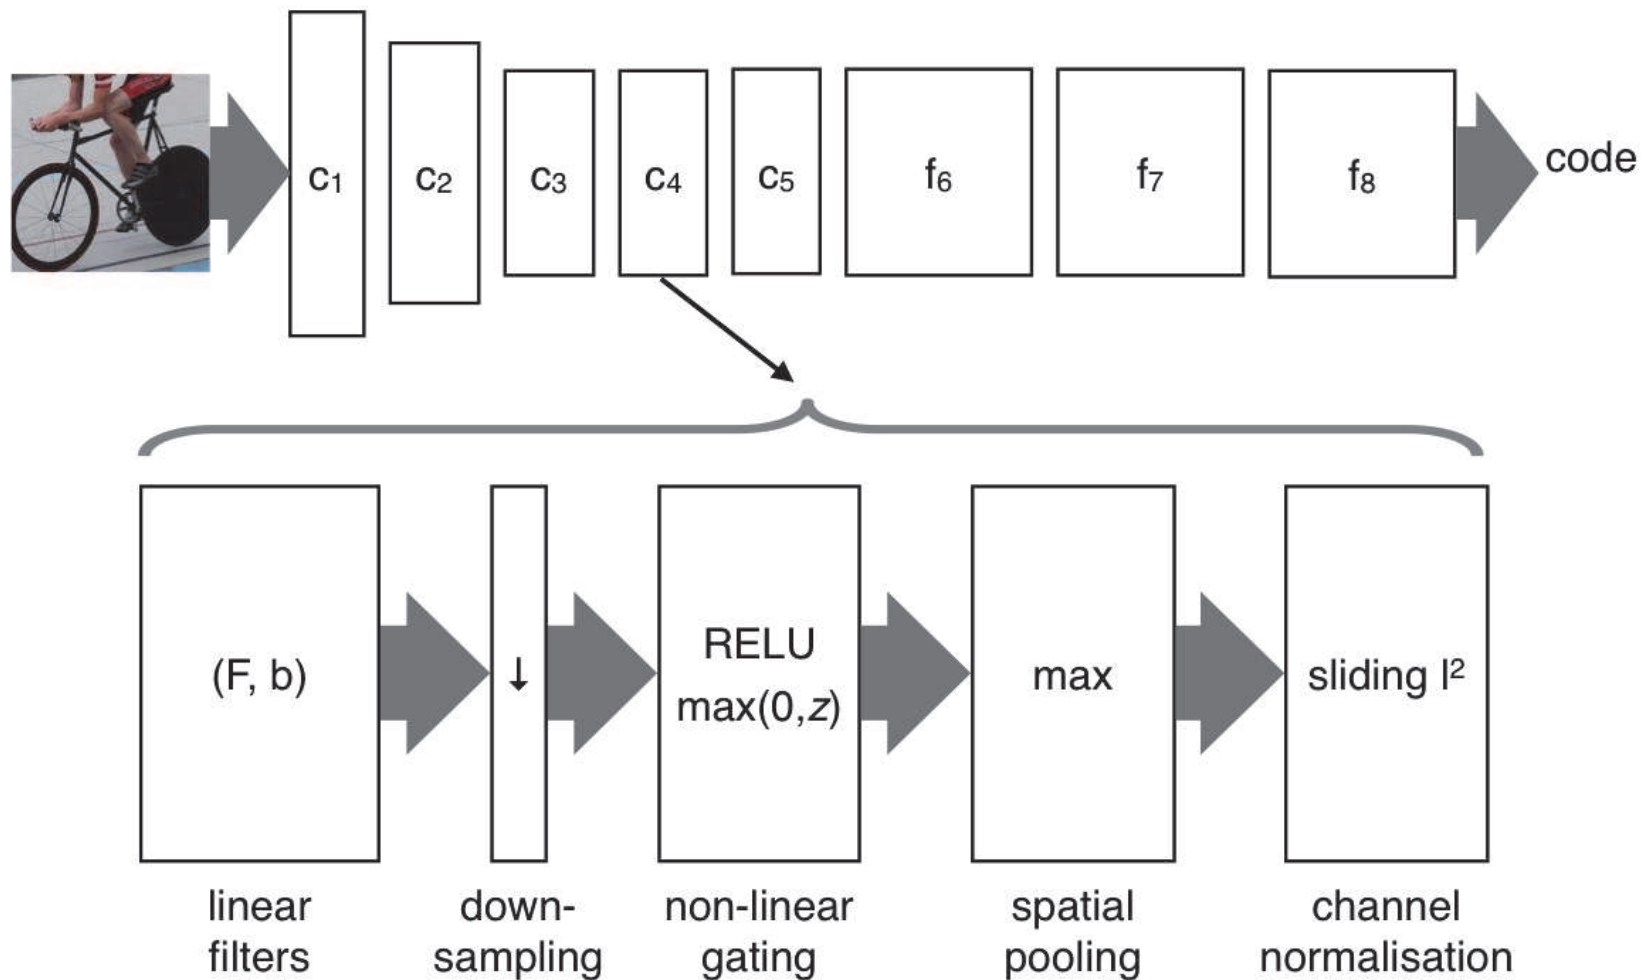 c₁ c₂ c₃ c₄ c₅ f₆ f₇ f₈ code
(F, b)
↓
RELU
max(0,z)
max
sliding l²
linear
filters
down-
sampling
non-linear
gating
spatial
pooling
channel
normalisation